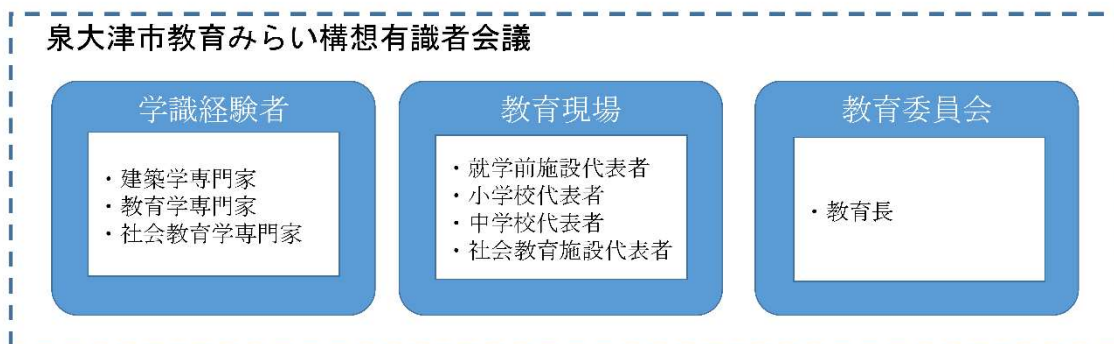 泉大津市教育みらい構想有識者会議
学識経験者
・建築学専門家
・教育学専門家
・社会教育学専門家
教育現場
・就学前施設代表者
・小学校代表者
・中学校代表者
・社会教育施設代表者
教育委員会
・教育長